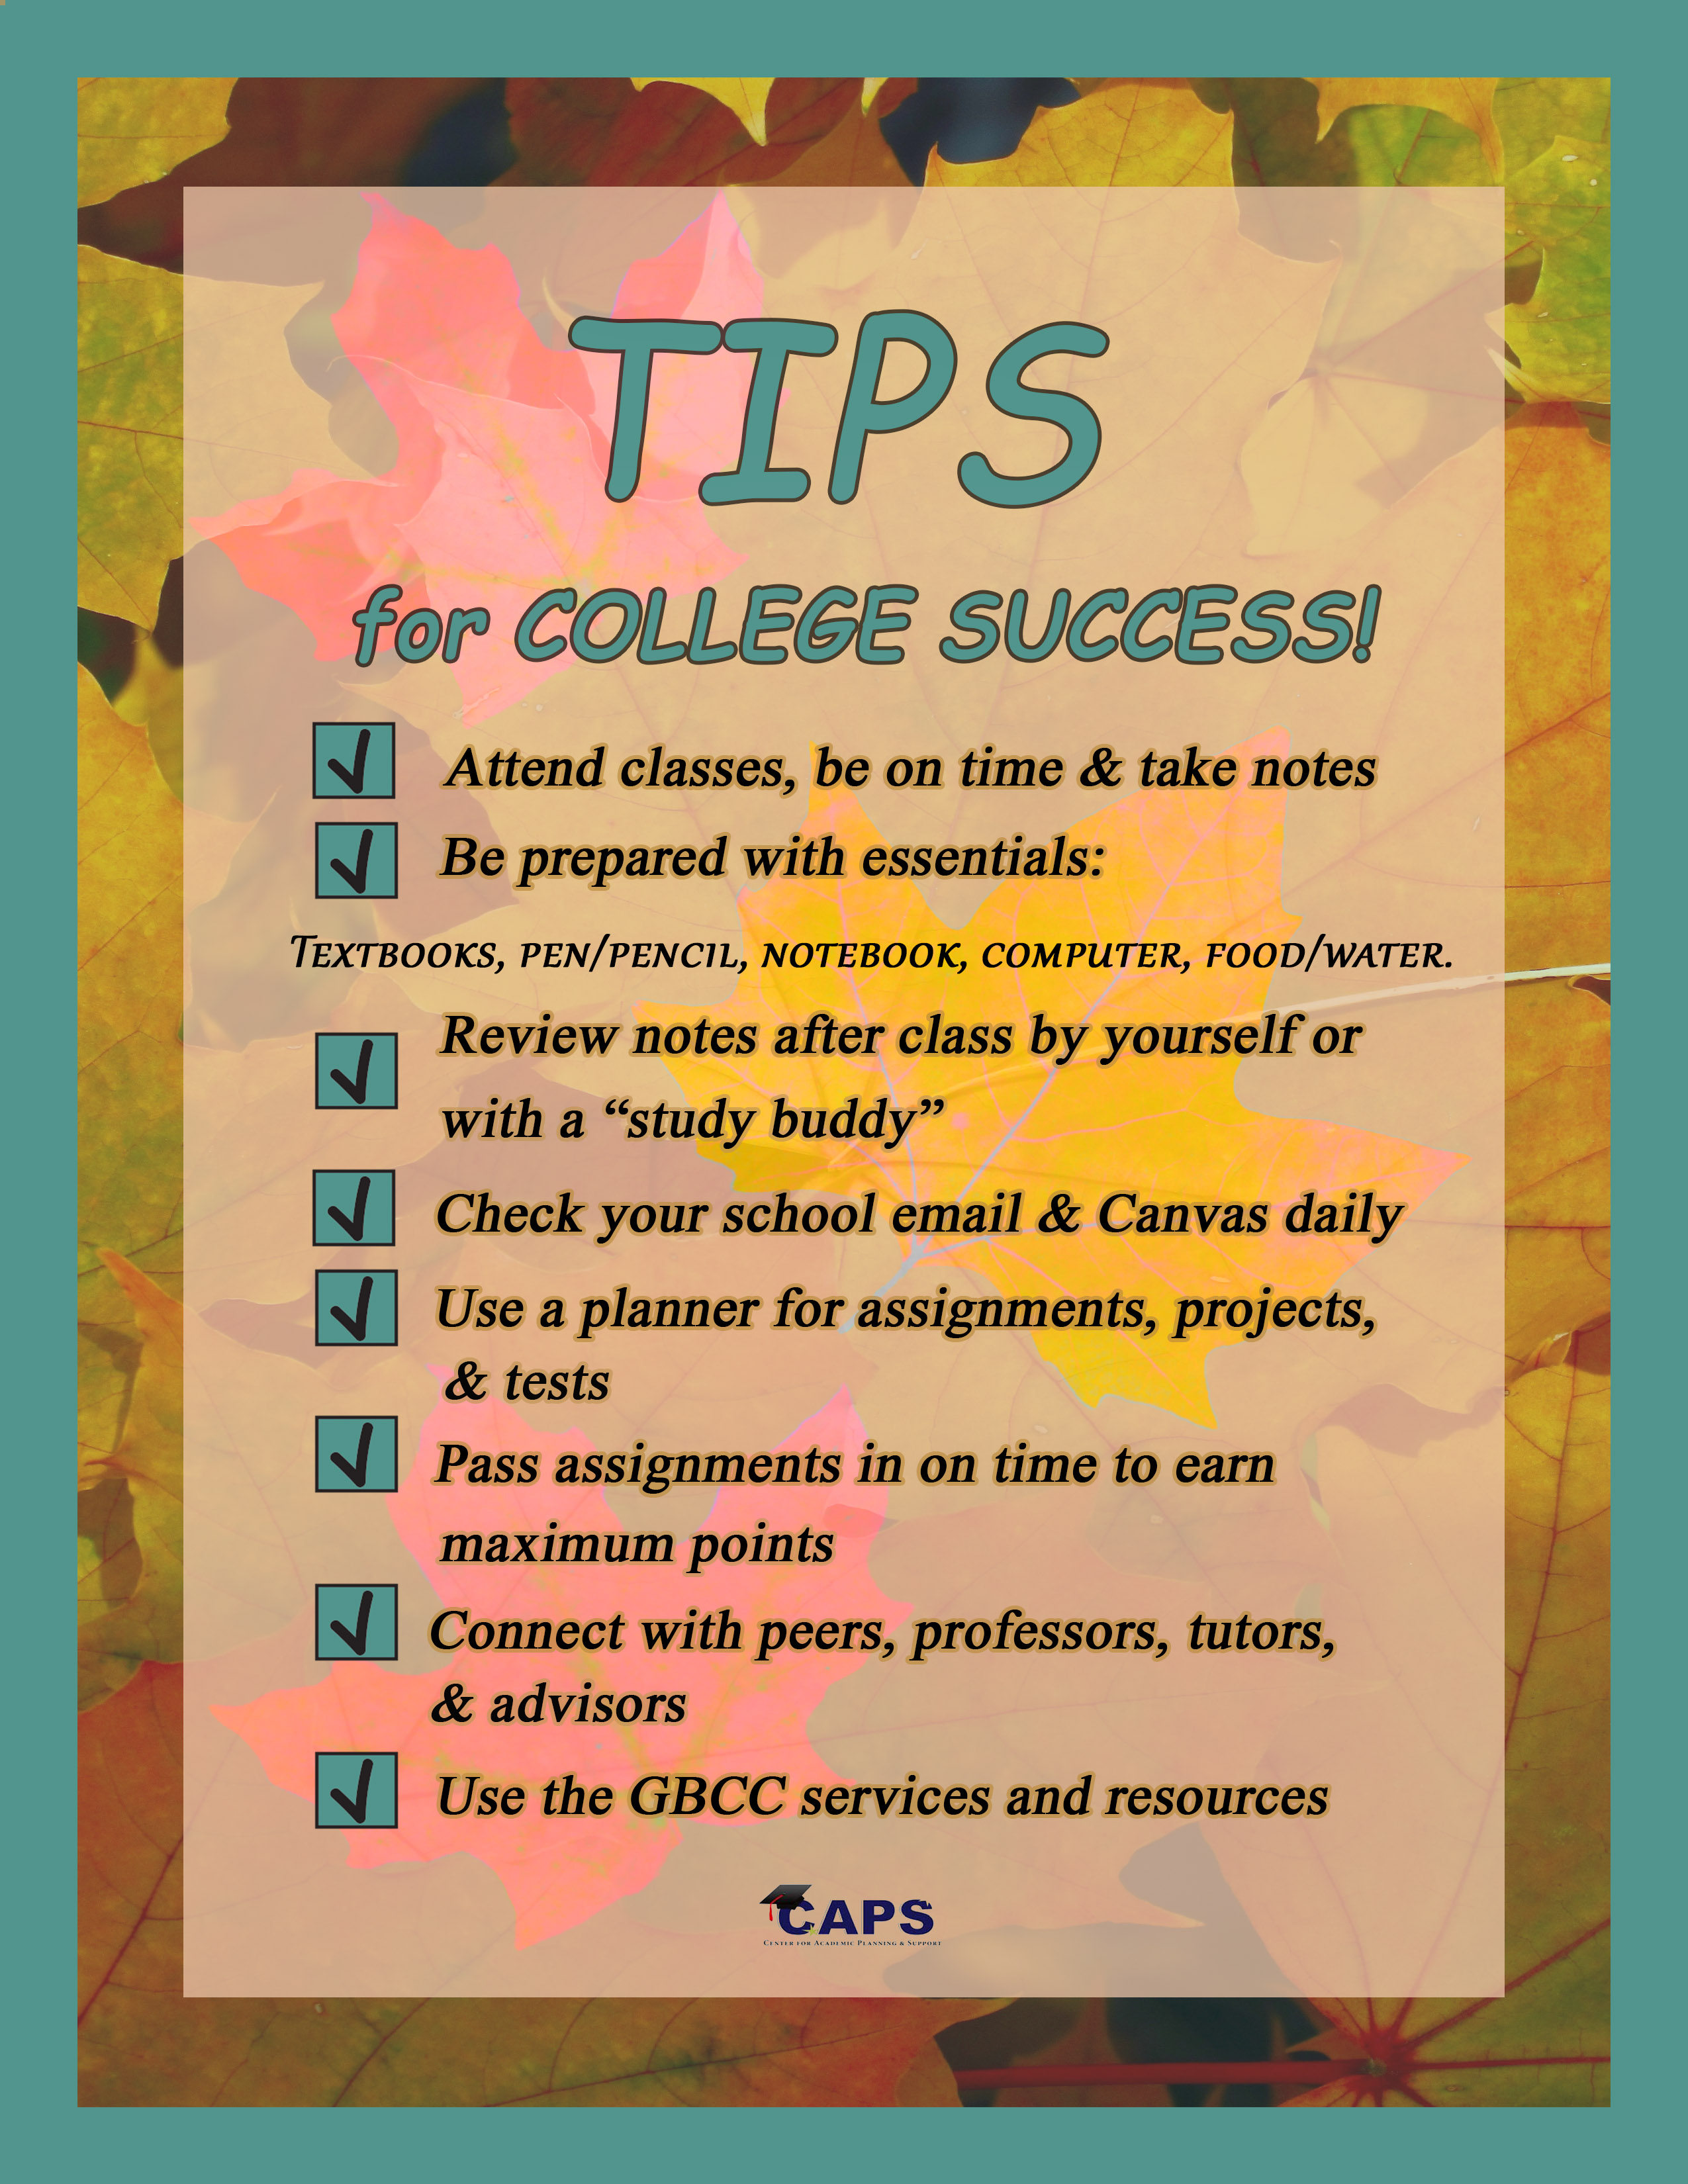 TIPS
for COLLEGE SUCCESS!
Attend classes, be on time & take notes
Be prepared with essentials:
Textbooks, pen/pencil, notebook, computer, food/water.
Review notes after class by yourself or
with a “study buddy”
Check your school email & Canvas daily
Use a planner for assignments, projects,
& tests
Pass assignments in on time to earn
maximum points
Connect with peers, professors, tutors,
& advisors
Use the GBCC services and resources
CAPS
Center for Academic Planning & Support